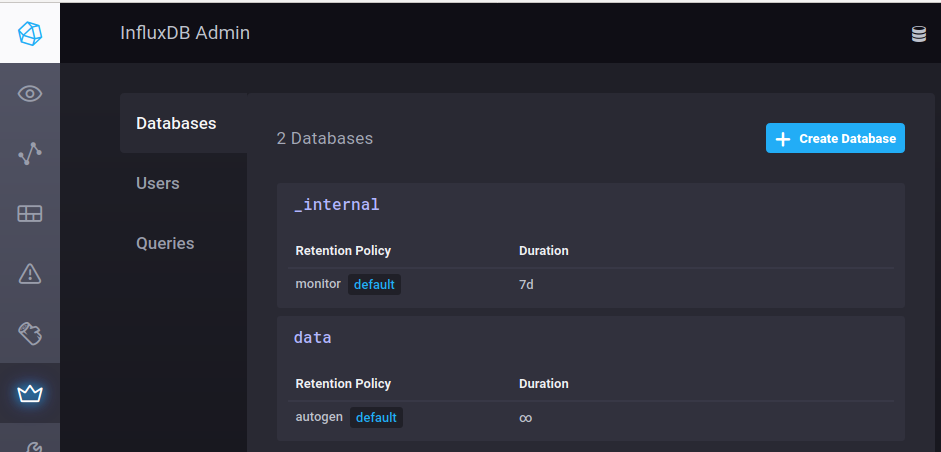 InfluxDB Admin
Databases
Users
Queries
2 Databases
Create Database
_internal
Retention Policy Duration
monitor default 7d
data
Retention Policy Duration
autogen default ∞